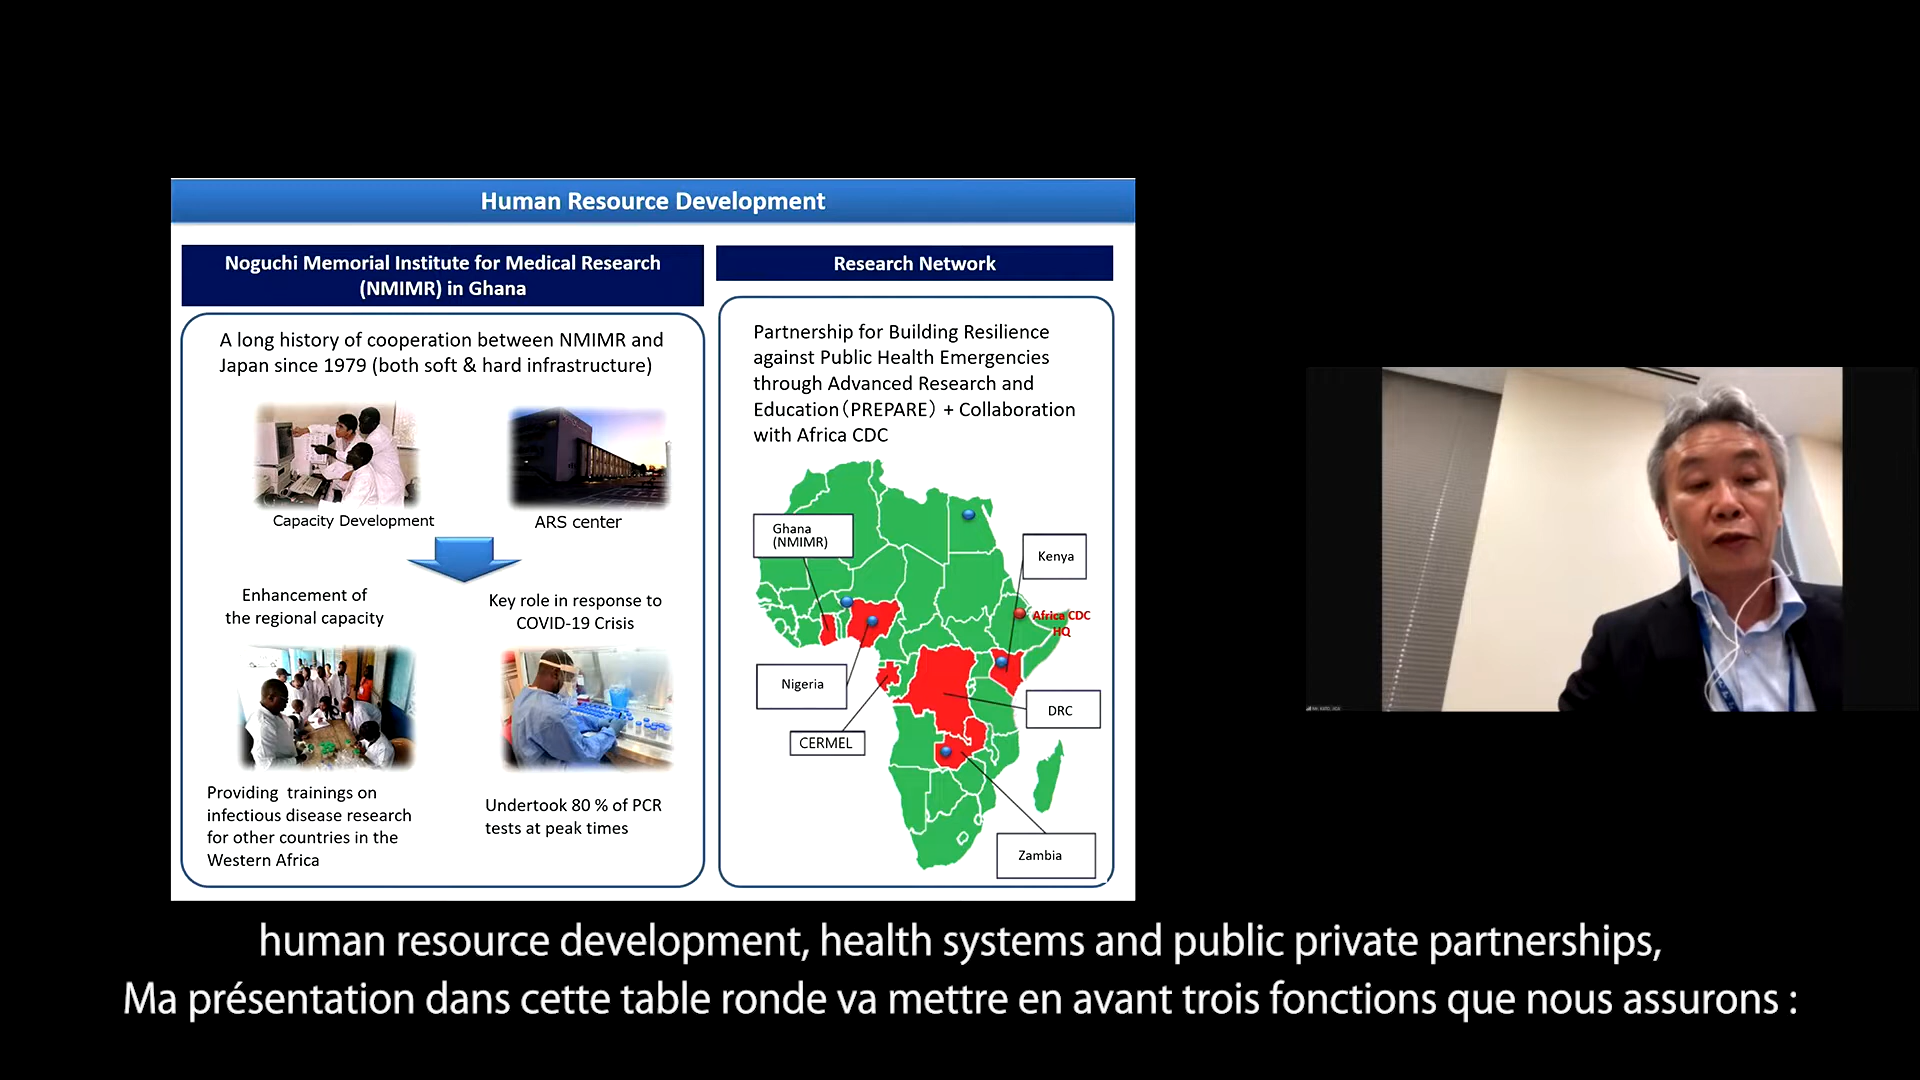 Human Resource Development
Noguchi Memorial Institute for Medical Research
(NMIMR) in Ghana
A long history of cooperation between NMIMR and
Japan since 1979 (both soft & hard infrastructure)
Capacity Development
ARS center
Enhancement of
the regional capacity
Key role in response to
COVID-19 Crisis
Providing trainings on
infectious disease research
for other countries in the
Western Africa
Undertook 80 % of PCR
tests at peak times
Research Network
Partnership for Building Resilience
against Public Health Emergencies
through Advanced Research and
Education（PREPARE）+ Collaboration
with Africa CDC
Ghana
(NMIMR)
Kenya
Africa CDC
HQ
Nigeria
DRC
CERMEL
Zambia
human resource development, health systems and public private partnerships,
Ma présentation dans cette table ronde va mettre en avant trois fonctions que nous assurons :